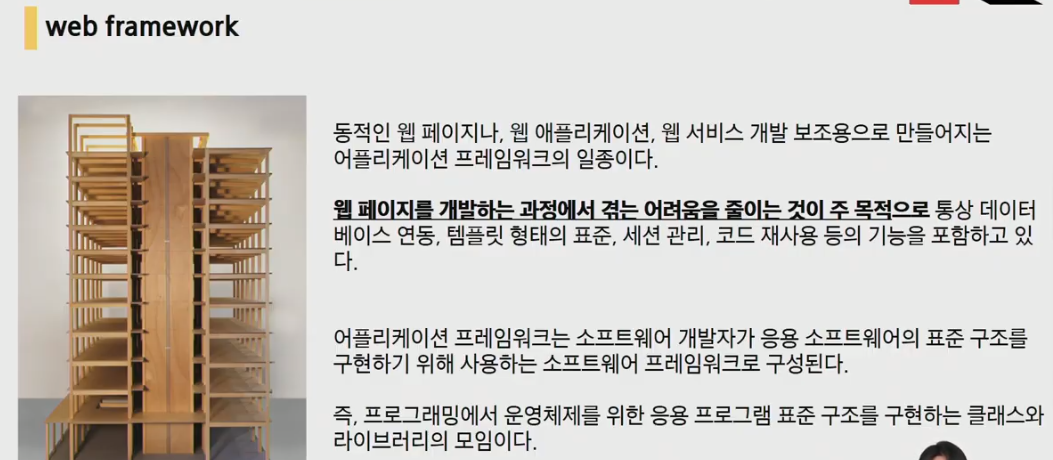 web framework
동적인 웹 페이지나, 웹 애플리케이션, 웹 서비스 개발 보조용으로 만들어지는
어플리케이션 프레임워크의 일종이다.
웹 페이지를 개발하는 과정에서 겪는 어려움을 줄이는 것이 주 목적으로 통상 데이터
베이스 연동, 템플릿 형태의 표준, 세션 관리, 코드 재사용 등의 기능을 포함하고 있
다.
어플리케이션 프레임워크는 소프트웨어 개발자가 응용 소프트웨어의 표준 구조를
구현하기 위해 사용하는 소프트웨어 프레임워크로 구성된다.
즉, 프로그래밍에서 운영체제를 위한 응용 프로그램 표준 구조를 구현하는 클래스와
라이브러리의 모임이다.